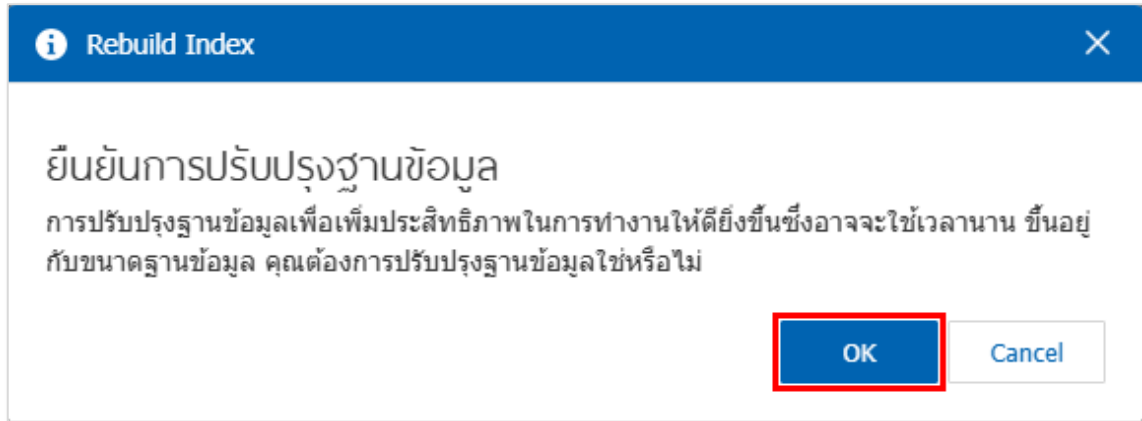 Rebuild Index
ยืนยันการปรับปรุงฐานข้อมูล
การปรับปรุงฐานข้อมูลเพื่อเพิ่มประสิทธิภาพในการทำงานให้ดียิ่งขึ้นซึ่งอาจจะใช้เวลานาน ขึ้นอยู่
กับขนาดฐานข้อมูล คุณต้องการปรับปรุงฐานข้อมูลใช่หรือไม่
OK Cancel